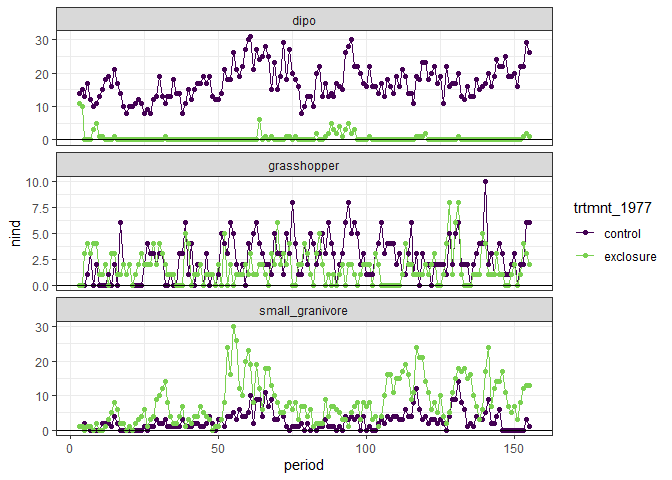 dipo
30
20
10
0
grasshopper
10.0
7.5
5.0
2.5
0.0
small_granivore
30
20
10
0
0
50
100
150
period
nind
trtmnt_1977
control
exclosure